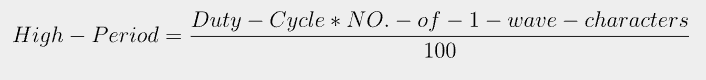 High − Period = Duty − Cycle ∗ NO. − of − 1 − wave − characters
100